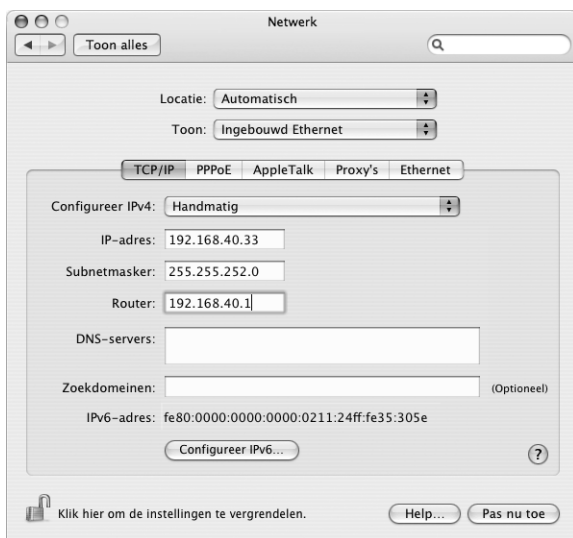 Netwerk
Toon alles
Locatie: Automatisch
Toon: Ingebouwd Ethernet
TCP/IP PPPoE AppleTalk Proxy's Ethernet
Configureer IPv4: Handmatig
IP-adres: 192.168.40.33
Subnetmasker: 255.255.252.0
Router: 192.168.40.1
DNS-servers:
Zoekdomeinen: (Optioneel)
IPv6-adres: fe80:0000:0000:0000:0211:24ff:fe35:305e
Configureer IPv6...
?
Klik hier om de instellingen te vergrendelen. Help... Pas nu toe